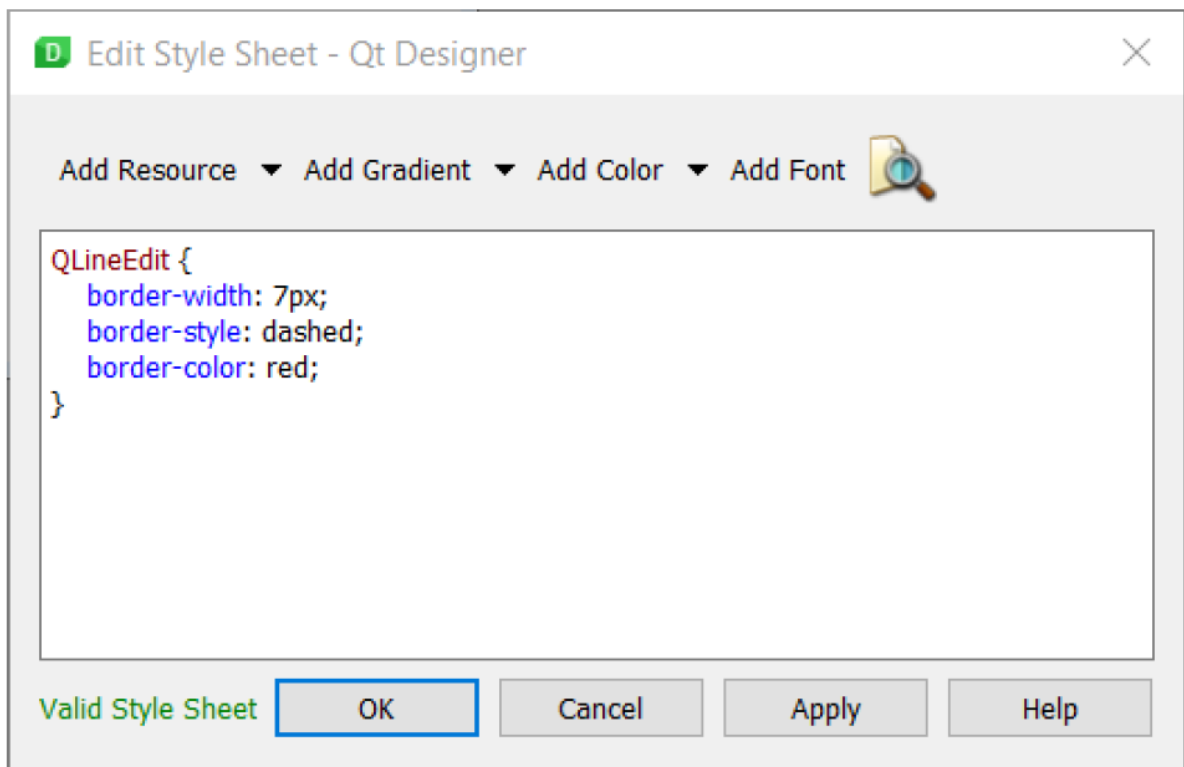 D Edit Style Sheet - Qt Designer
Add Resource Add Gradient Add Color Add Font
QLineEdit {
border-width: 7px;
border-style: dashed;
border-color: red;
}
Valid Style Sheet OK Cancel Apply Help